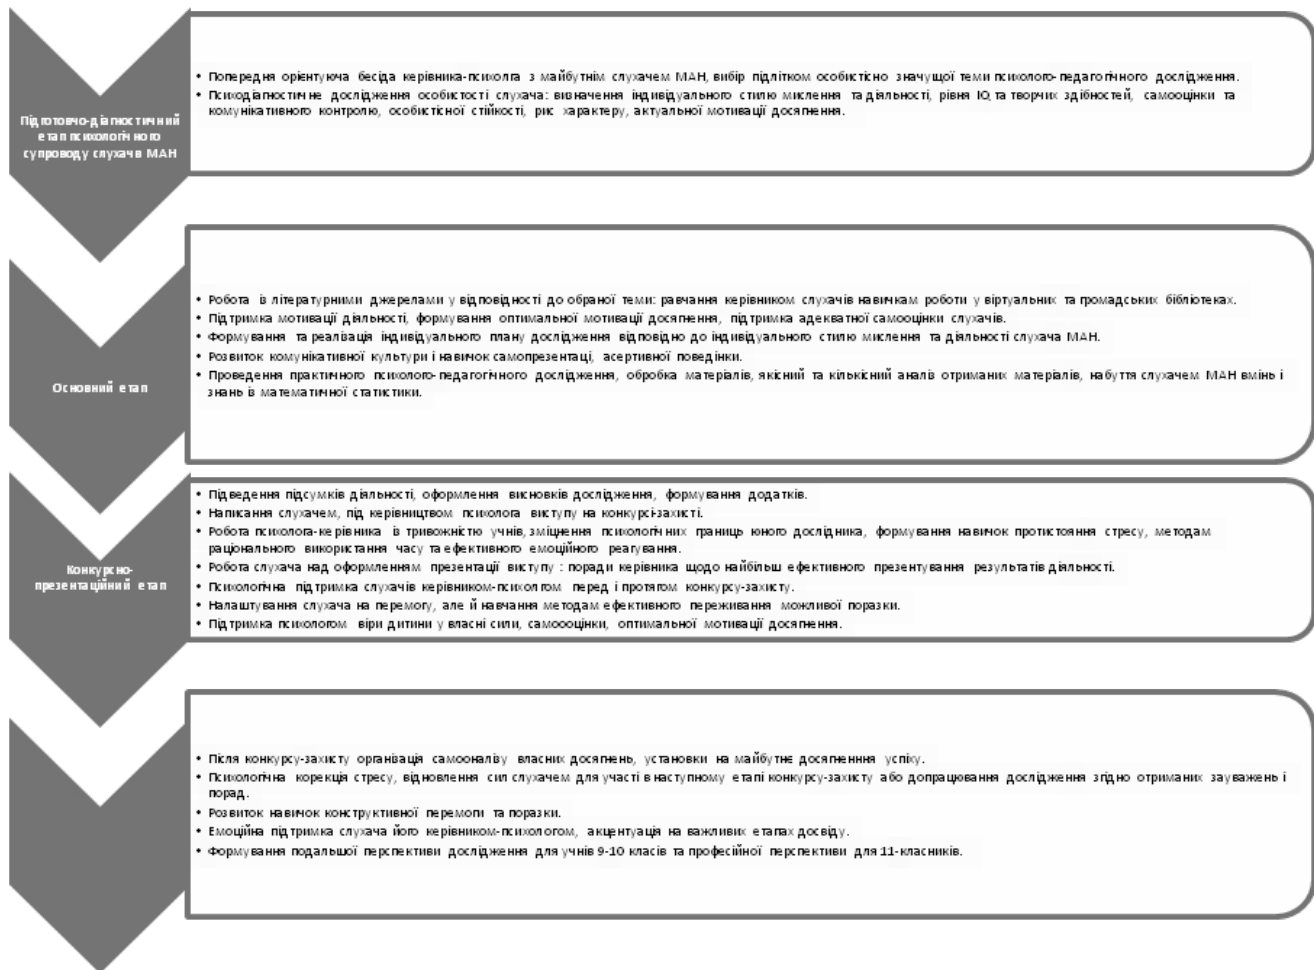 Підготовчо-діагностичний
етап психологічного
супроводу слухачів МАН
• Попередня орієнтуюча бесіда керівника-психолга з майбутнім слухачем МАН, вибір підлітком особистісно значущої теми психолого-педагогічного дослідження.
• Психодіагностичне дослідження особистості слухача: визначення індивідуального стилю мислення та діяльності, рівня IQ та творчих здібностей, самооцінки та
комунікативного контролю, особистісної стійкості, рис характеру, актуальної мотивації досягнення.
Основний етап
• Робота із літературними джерелами у відповідності до обраної теми: равчання керівником слухачів навичкам роботи у віртуальних та громадських бібліотеках.
• Підтримка мотивації діяльності, формування оптимальної мотивації досягнення, підтримка адекватної самооцінки слухачів.
• Формування та реалізація індивідуального плану дослідження відповідно до індивідуального стилю мислення та діяльності слухача МАН.
• Розвиток комунікативної культури і навичок самопрезентаці, асертивної поведінки.
• Проведення практичного психолого-педагогічного дослідження, обробка матеріалів, якісний та кількісний аналіз отриманих матеріалів, набуття слухачем МАН вмінь і
знань із математичної статистики.
Конкурсно-
презентаційний етап
• Підведення підсумків діяльності, оформлення висновків дослідження, формування додатків.
• Написання слухачем, під керівництвом психолога виступу на конкурсі-захисті.
• Робота психолога-керівника із тривожністю учнів, зміцнення психологічних границь юного дослідника, формування навичок протистояння стресу, методам
раціонального використання часу та ефективного емоційного реагування.
• Робота слухача над оформленням презентації виступу : поради керівника щодо найбільш ефективного презентування результатів діяльності.
• Психологічна підтримка слухачів керівником-психолгом перед і протягом конкурсу-захисту.
• Налаштування слухача на перемогу, але й навчання методам ефективного переживання можливої поразки.
• Підтримка психологом віри дитини у власні сили, самоооцінки, оптимальної мотивації досягнення.
• Після конкурсу-захисту організація самооналізу власних досягнень, установки на майбутнє досягненння успіху.
• Психологічна корекція стресу, відновлення сил слухачем для участі в наступному етапі конкурсу-захисту або допрацювання дослідження згідно отриманих зауважень і
порад.
• Розвиток навичок конструктивної перемоги та поразки.
• Емоційна підтримка слухача його керівником-психологом, акцентуація на важливих етапах досвіду.
• Формування подальшої перспективи дослідження для учнів 9-10 класів та професійної перспективи для 11-класників.